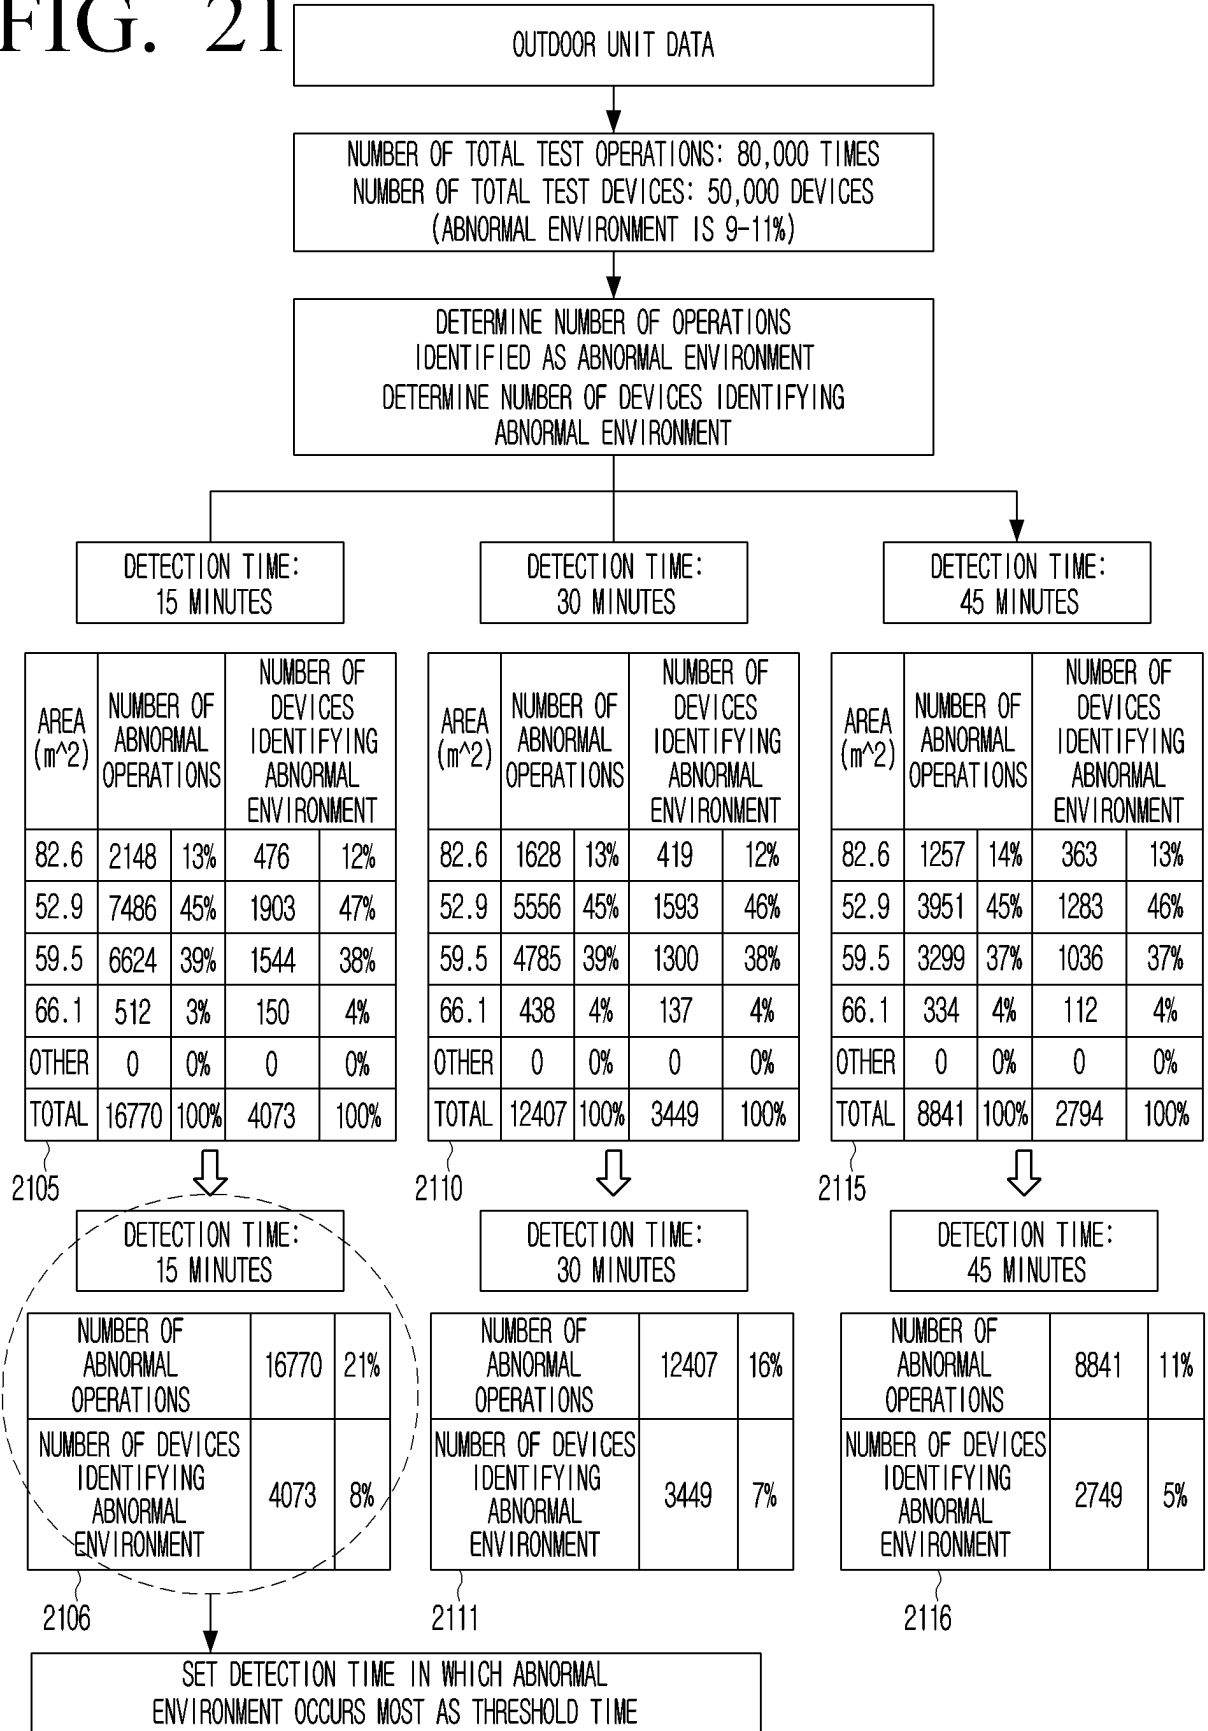 FIG. 21
OUTDOOR UNIT DATA
NUMBER OF TOTAL TEST OPERATIONS: 80,000 TIMES
NUMBER OF TOTAL TEST DEVICES: 50,000 DEVICES
(ABNORMAL ENVIRONMENT IS 9-11%)
DETERMINE NUMBER OF OPERATIONS
IDENTIFIED AS ABNORMAL ENVIRONMENT
DETERMINE NUMBER OF DEVICES IDENTIFYING
ABNORMAL ENVIRONMENT
DETECTION TIME:
15 MINUTES
AREA
(m^2)
NUMBER OF
ABNORMAL
OPERATIONS
NUMBER OF
DEVICES
IDENTIFYING
ABNORMAL
ENVIRONMENT
82.6 2148 13% 476 12%
52.9 7486 45% 1903 47%
59.5 6624 39% 1544 38%
66.1 512 3% 150 4%
OTHER 0 0% 0 0%
TOTAL 16770 100% 4073 100%
2105
DETECTION TIME:
30 MINUTES
AREA
(m^2)
NUMBER OF
ABNORMAL
OPERATIONS
NUMBER OF
DEVICES
IDENTIFYING
ABNORMAL
ENVIRONMENT
82.6 1628 13% 419 12%
52.9 5556 45% 1593 46%
59.5 4785 39% 1300 38%
66.1 438 4% 137 4%
OTHER 0 0% 0 0%
TOTAL 12407 100% 3449 100%
2110
DETECTION TIME:
45 MINUTES
AREA
(m^2)
NUMBER OF
ABNORMAL
OPERATIONS
NUMBER OF
DEVICES
IDENTIFYING
ABNORMAL
ENVIRONMENT
82.6 1257 14% 363 13%
52.9 3951 45% 1283 46%
59.5 3299 37% 1036 37%
66.1 334 4% 112 4%
OTHER 0 0% 0 0%
TOTAL 8841 100% 2794 100%
2115
DETECTION TIME:
15 MINUTES
NUMBER OF
ABNORMAL
OPERATIONS
16770 21%
NUMBER OF DEVICES
IDENTIFYING
ABNORMAL
ENVIRONMENT
4073 8%
2106
DETECTION TIME:
30 MINUTES
NUMBER OF
ABNORMAL
OPERATIONS
12407 16%
NUMBER OF DEVICES
IDENTIFYING
ABNORMAL
ENVIRONMENT
3449 7%
2111
DETECTION TIME:
45 MINUTES
NUMBER OF
ABNORMAL
OPERATIONS
8841 11%
NUMBER OF DEVICES
IDENTIFYING
ABNORMAL
ENVIRONMENT
2749 5%
2116
SET DETECTION TIME IN WHICH ABNORMAL
ENVIRONMENT OCCURS MOST AS THRESHOLD TIME